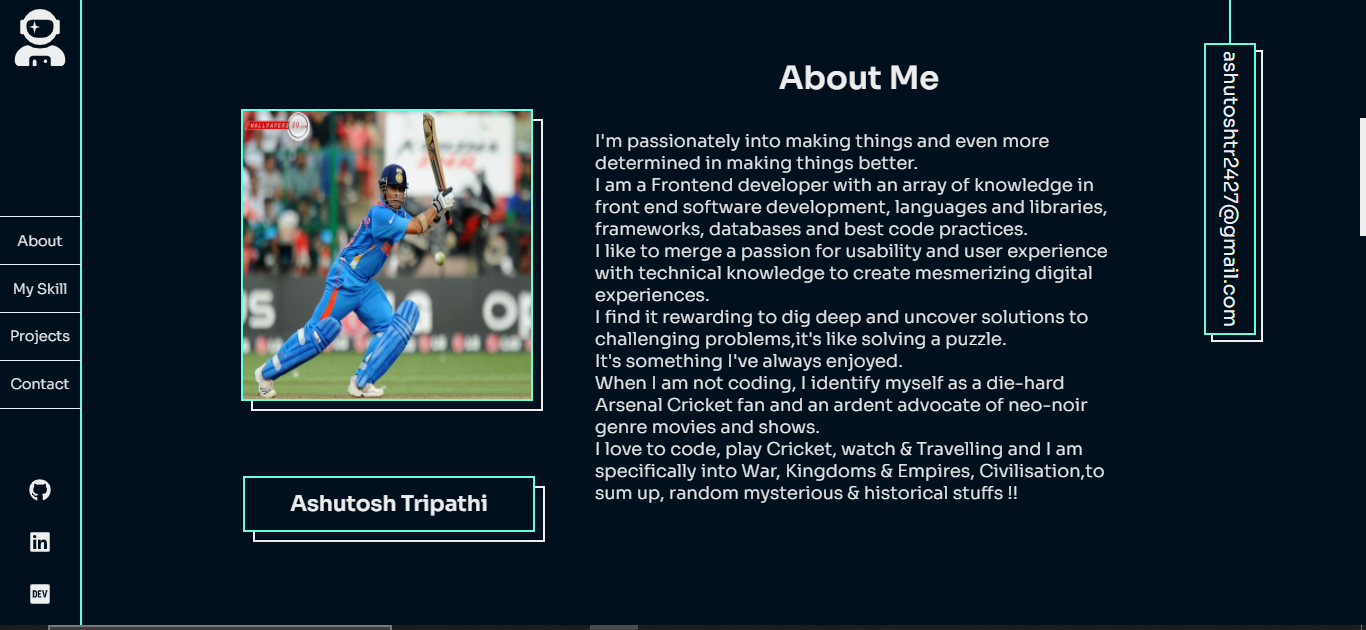 About
My Skill
Projects
Contact
DEV
WALLPAPERS
Ashutosh Tripathi
About Me
I'm passionately into making things and even more
determined in making things better.
I am a Frontend developer with an array of knowledge in
front end software development, languages and libraries,
frameworks, databases and best code practices.
I like to merge a passion for usability and user experience
with technical knowledge to create mesmerizing digital
experiences.
I find it rewarding to dig deep and uncover solutions to
challenging problems,it's like solving a puzzle.
It's something I've always enjoyed.
When I am not coding, I identify myself as a die-hard
Arsenal Cricket fan and an ardent advocate of neo-noir
genre movies and shows.
I love to code, play Cricket, watch & Travelling and I am
specifically into War, Kingdoms & Empires, Civilisation,to
sum up, random mysterious & historical stuffs !!
ashutoshtr2427@gmail.com